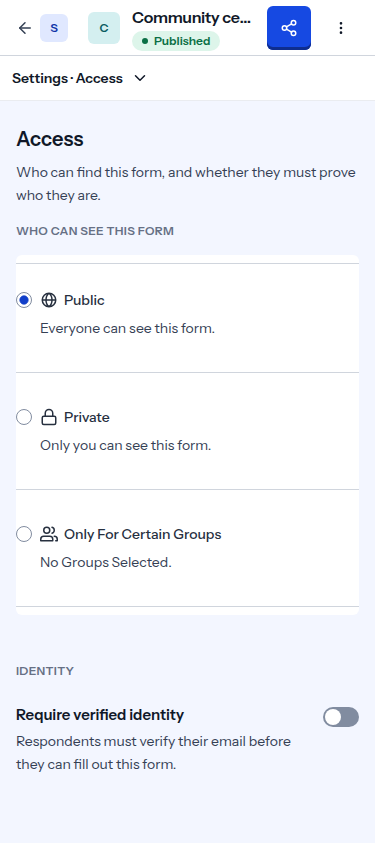 S
C
Community ce...
Published
Settings · Access
Access
Who can find this form, and whether they must prove
who they are.
WHO CAN SEE THIS FORM
Public
Everyone can see this form.
Private
Only you can see this form.
Only For Certain Groups
No Groups Selected.
IDENTITY
Require verified identity
Respondents must verify their email before
they can fill out this form.